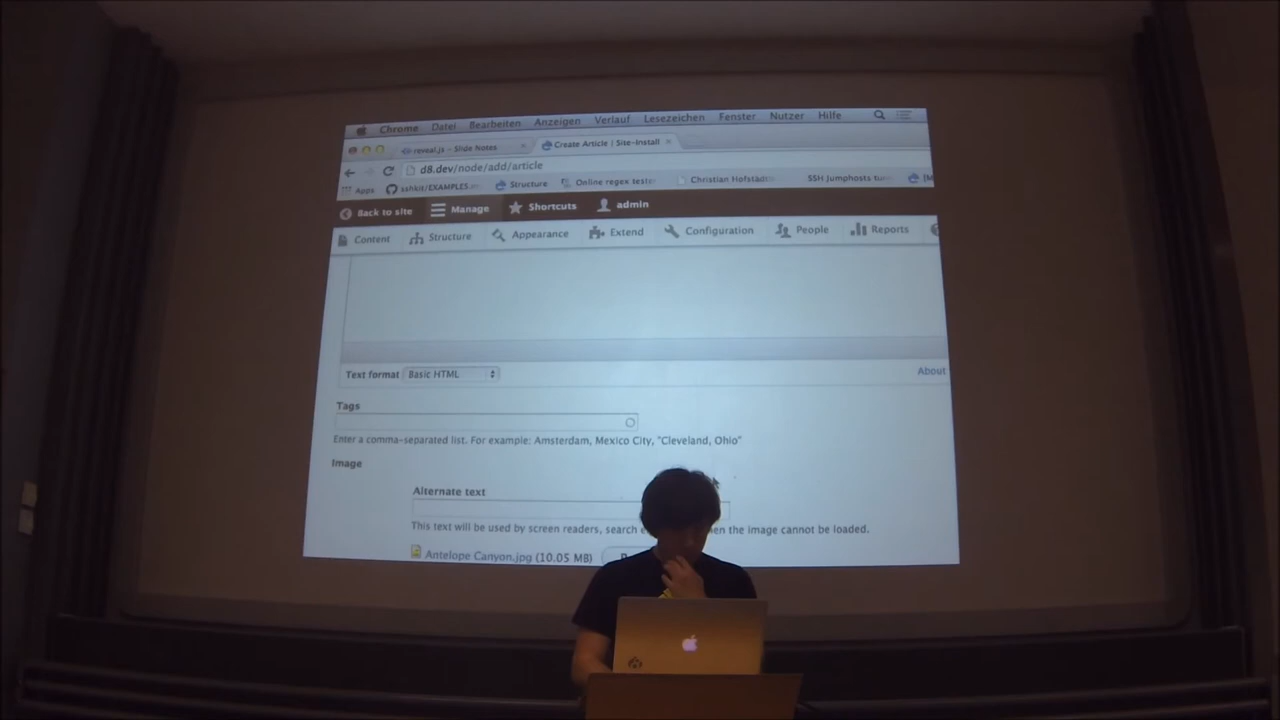 Chrome Datei Bearbeiten Anzeigen Verlauf Lesezeichen Fenster Nutzer Hilfe
reveal.js – Slide Notes Create Article | Site-Install
d8.dev/node/add/article
Apps sshkit/EXAMPLES Structure Online regex tester Christian Hofstädt SSH Jumphosts
Back to site Manage Shortcuts admin
Content Structure Appearance Extend Configuration People Reports
Text format Basic HTML About
Tags
Enter a comma-separated list. For example: Amsterdam, Mexico City, "Cleveland, Ohio"
Image
Alternate text
This text will be used by screen readers, search when the image cannot be loaded.
Antelope Canyon.jpg (10.05 MB)